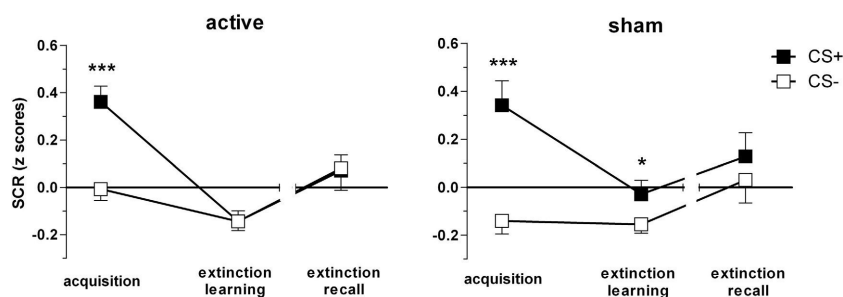 active
SCR (z scores)
0.6
0.4
0.2
0.0
-0.2
***
acquisition
extinction
learning
extinction
recall
sham
0.6
0.4
0.2
0.0
-0.2
***
*
acquisition
extinction
learning
extinction
recall
CS+
CS-